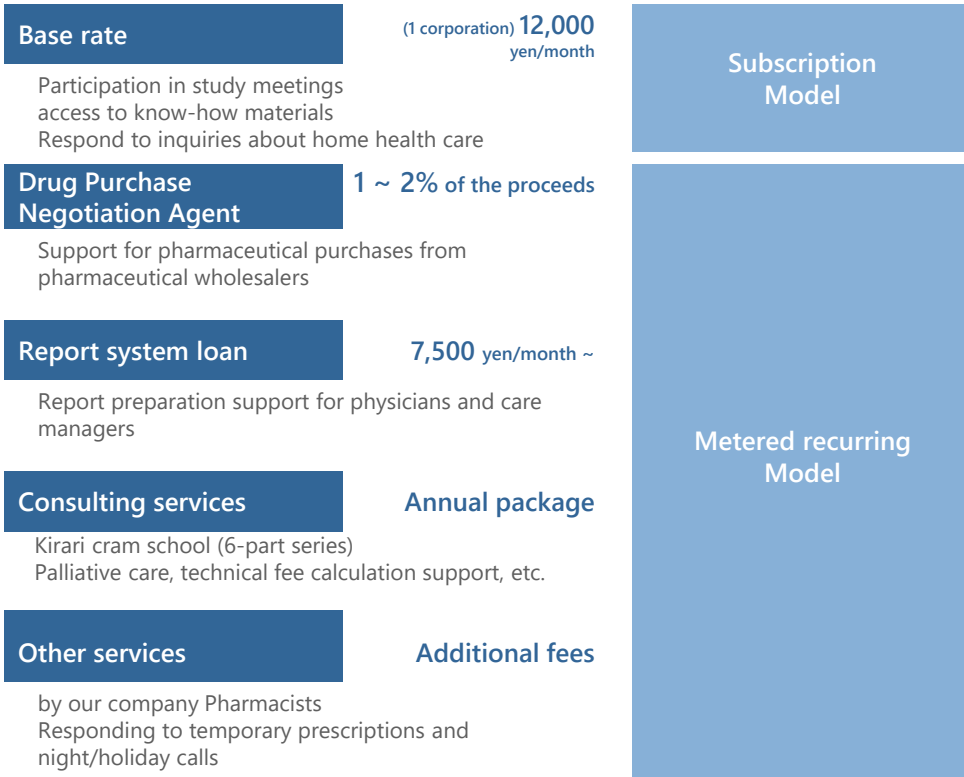 Base rate
(1 corporation) 12,000
yen/month
Subscription
Model
Participation in study meetings
access to know-how materials
Respond to inquiries about home health care
Drug Purchase
Negotiation Agent
1 ~ 2% of the proceeds
Support for pharmaceutical purchases from
pharmaceutical wholesalers
Report system loan
7,500 yen/month ~
Report preparation support for physicians and care
managers
Metered recurring
Model
Consulting services
Annual package
Kirari cram school (6-part series)
Palliative care, technical fee calculation support, etc.
Other services
Additional fees
by our company Pharmacists
Responding to temporary prescriptions and
night/holiday calls